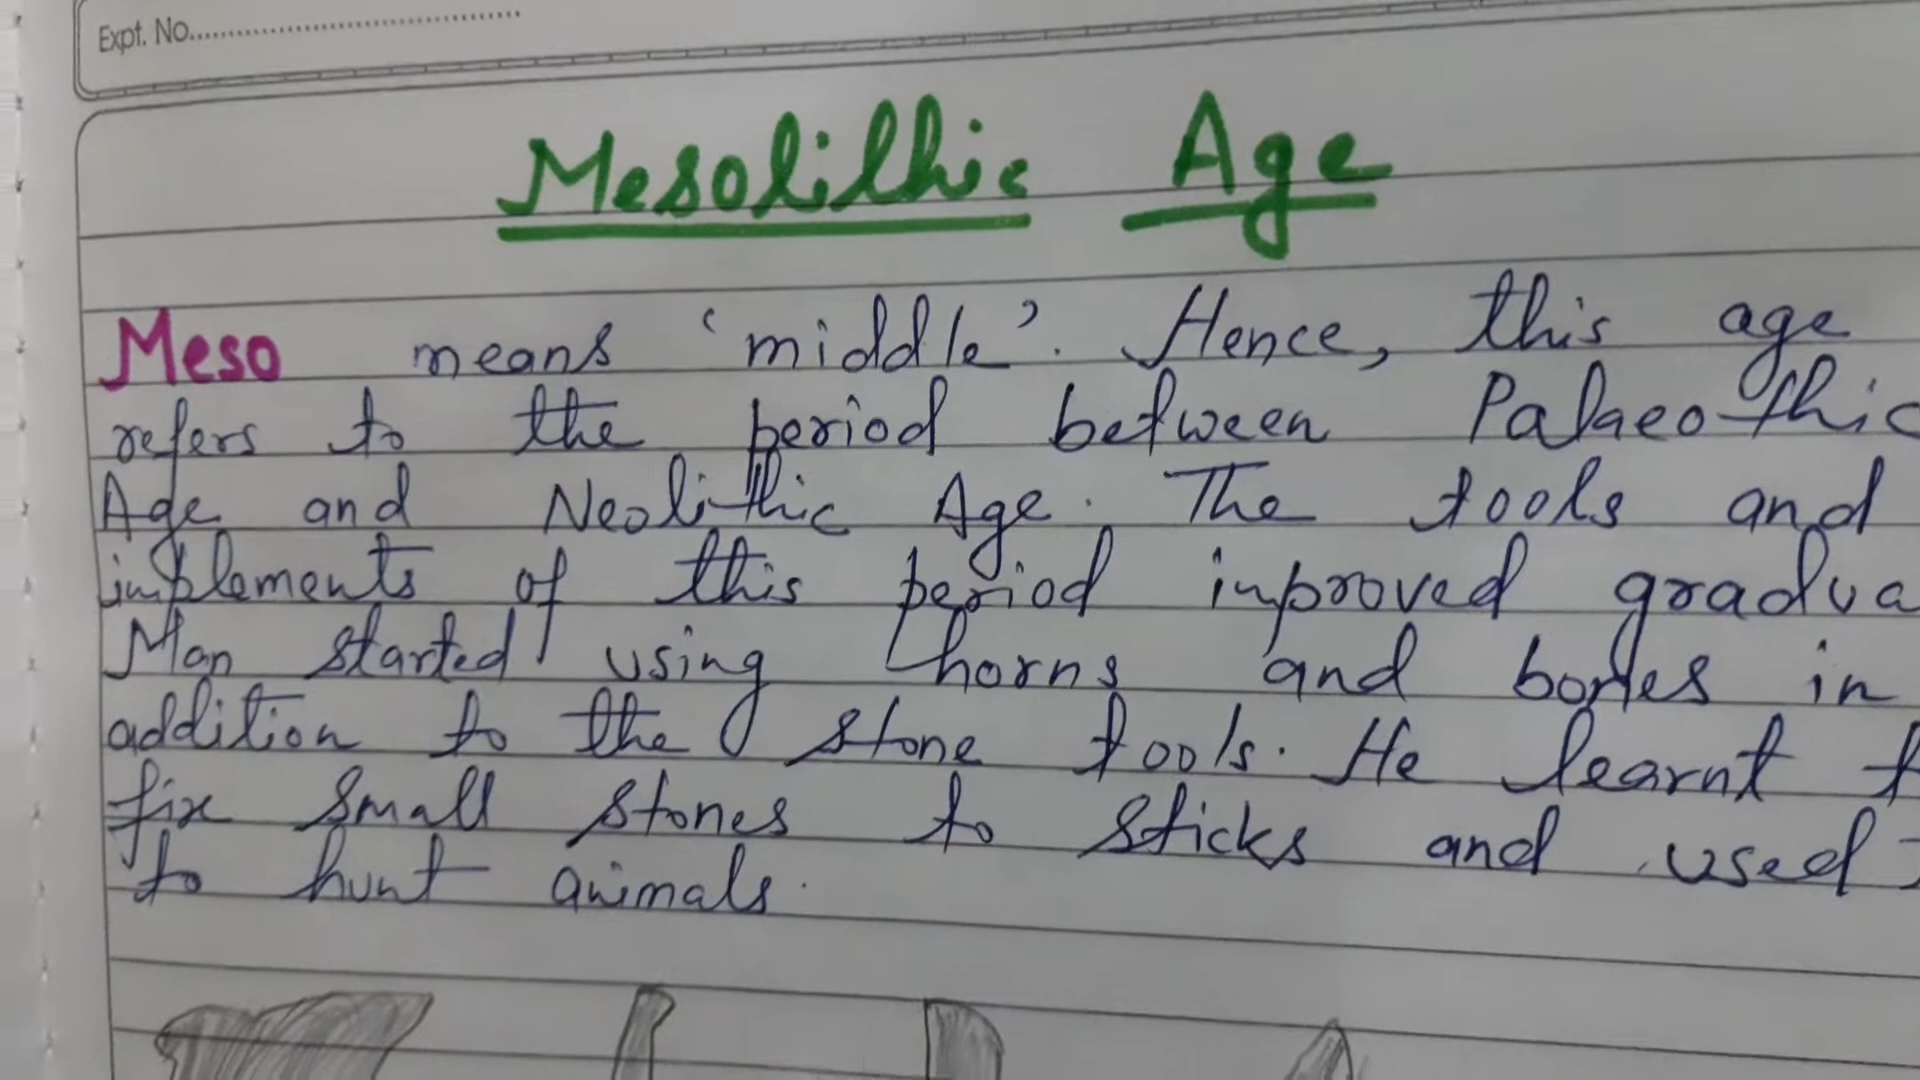 Expt. No.
Mesolithic Age
Meso means 'middle'. Hence, this age
refers to the period between Palaeothic
Age and Neolithic Age. The tools and
implements of this period improved gradua
Man started using horns and bones in
addition to the stone tools. He learnt t
fix small stones to sticks and used
to hunt animals.